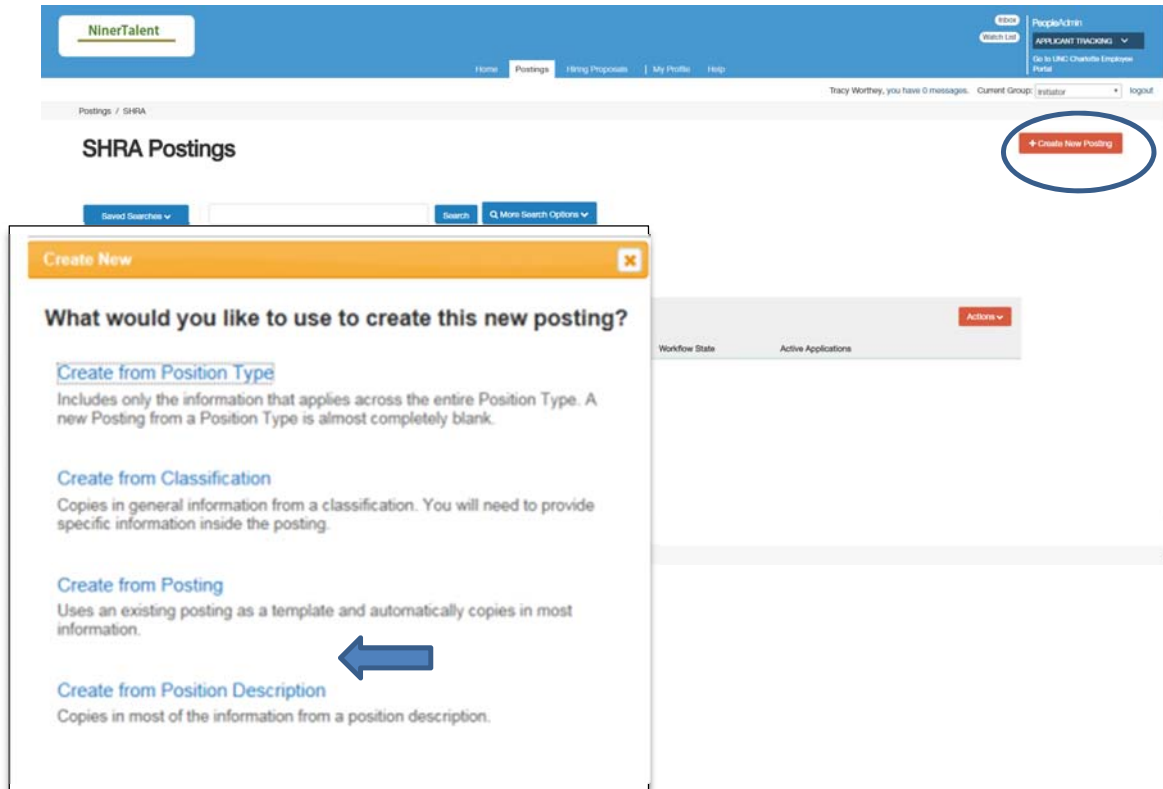 NinerTalent
Inbox
PeopleAdmin
Watch List
APPLICANT TRACKING
Go to UNC Charlotte Employee
Portal
Home Postings Hiring Proposals | My Profile Help
Tracy Worthey, you have 0 messages. Current Group: Initiator logout
Postings / SHRA
SHRA Postings
+ Create New Posting
Saved Searches Search More Search Options
Create New
What would you like to use to create this new posting?
Actions
Workflow State Active Applications
Create from Position Type
Includes only the information that applies across the entire Position Type. A
new Posting from a Position Type is almost completely blank.
Create from Classification
Copies in general information from a classification. You will need to provide
specific information inside the posting.
Create from Posting
Uses an existing posting as a template and automatically copies in most
information.
Create from Position Description
Copies in most of the information from a position description.